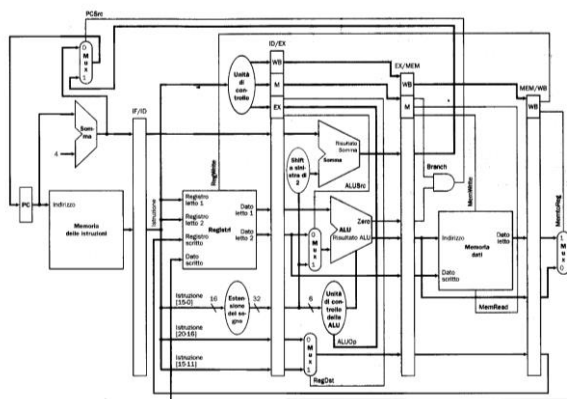 PCSrc
0
M
u
x
1
ID/EX
WB
M
EX
Unità
di
controllo
EX/MEM
WB
M
MEM/WB
WB
IF/ID
Som-
ma
4
PC
Indirizzo
Memoria
delle istruzioni
Istruzione
RegWrite
Registro
letto 1
Registro
letto 2
Registro
scritto
Dato
scritto
Registri
Dato
letto 1
Dato
letto 2
Shift a
sini-
stra di
2
Risultato
Somma
Somma
ALUSrc
0
M
u
x
1
Zero
ALU
Risultato ALU
Branch
MemWrite
Indirizzo
Dato
letto
Memoria
dati
Dato
scritto
MemRead
MemtoReg
1
M
u
x
0
Istruzione
[15-0]
16
Estensione
del segno
32
6
Unità di con-
trollo della
ALU
ALUOp
Istruzione
[20-16]
Istruzione
[15-11]
0
M
u
x
1
RegDst